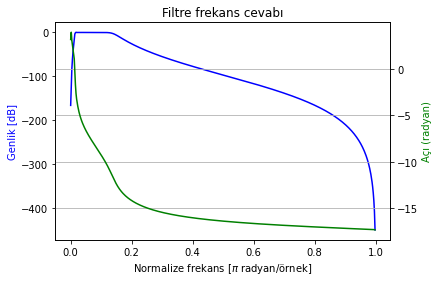 Filtre frekans cevabı
Genlik [dB]
0
−100
−200
−300
−400
0
−5
−10
−15
Açı (radyan)
0.0 0.2 0.4 0.6 0.8 1.0
Normalize frekans [π radyan/örnek]